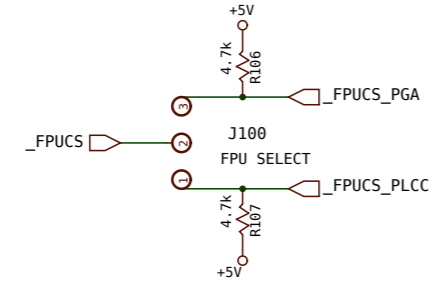 +5V
4.7k
R106
3
_FPUCS_PGA
_FPUCS
2
J100
FPU SELECT
1
_FPUCS_PLCC
4.7k
R107
+5V